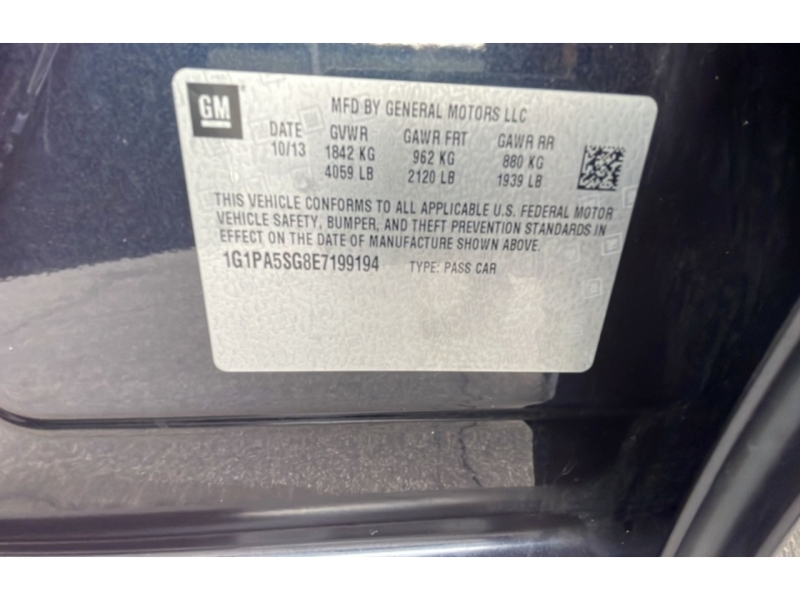 GM
MFD BY GENERAL MOTORS LLC
DATE GVWR GAWR FRT GAWR RR
10/13 1842 KG 962 KG 880 KG
4059 LB 2120 LB 1939 LB
THIS VEHICLE CONFORMS TO ALL APPLICABLE U.S. FEDERAL MOTOR
VEHICLE SAFETY, BUMPER, AND THEFT PREVENTION STANDARDS IN
EFFECT ON THE DATE OF MANUFACTURE SHOWN ABOVE.
1G1PA5SG8E7199194 TYPE: PASS CAR